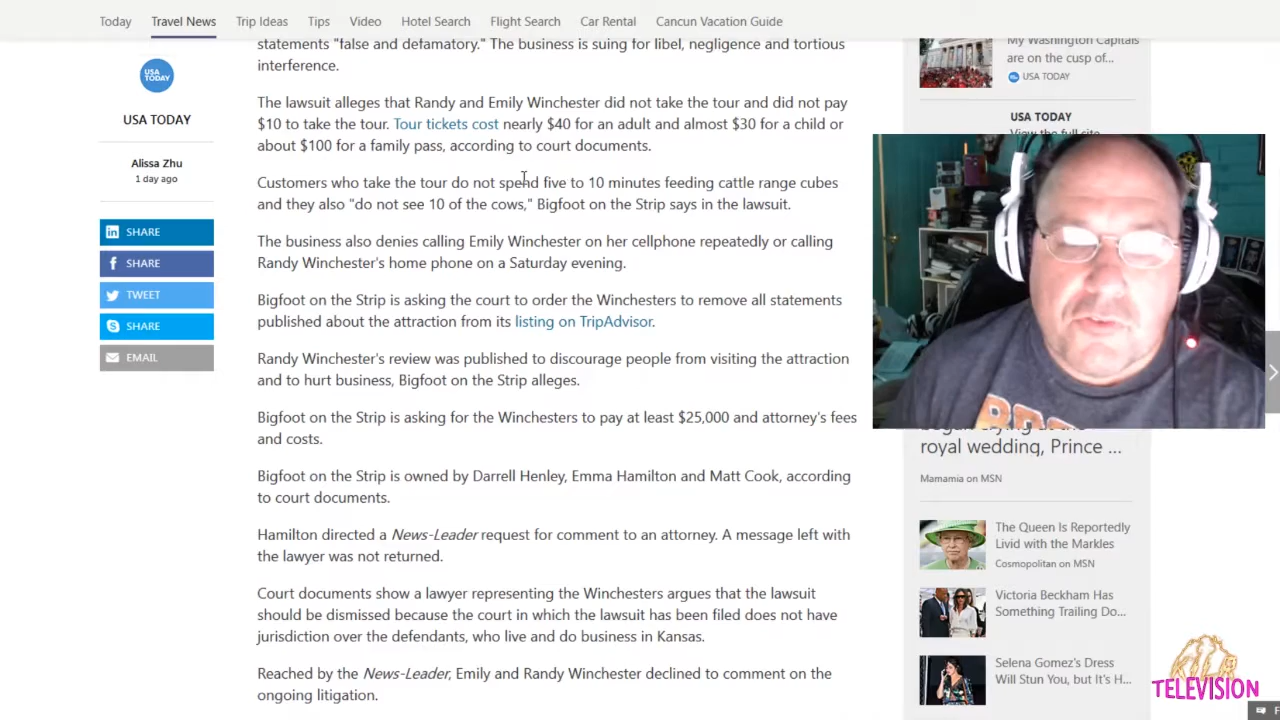 Today Travel News Trip Ideas Tips Video Hotel Search Flight Search Car Rental Cancun Vacation Guide
USA TODAY
USA TODAY
Alissa Zhu
1 day ago
SHARE
SHARE
TWEET
SHARE
EMAIL
statements "false and defamatory." The business is suing for libel, negligence and tortious
interference.
The lawsuit alleges that Randy and Emily Winchester did not take the tour and did not pay
$10 to take the tour. Tour tickets cost nearly $40 for an adult and almost $30 for a child or
about $100 for a family pass, according to court documents.
Customers who take the tour do not spend five to 10 minutes feeding cattle range cubes
and they also "do not see 10 of the cows," Bigfoot on the Strip says in the lawsuit.
The business also denies calling Emily Winchester on her cellphone repeatedly or calling
Randy Winchester's home phone on a Saturday evening.
Bigfoot on the Strip is asking the court to order the Winchesters to remove all statements
published about the attraction from its listing on TripAdvisor.
Randy Winchester's review was published to discourage people from visiting the attraction
and to hurt business, Bigfoot on the Strip alleges.
Bigfoot on the Strip is asking for the Winchesters to pay at least $25,000 and attorney's fees
and costs.
Bigfoot on the Strip is owned by Darrell Henley, Emma Hamilton and Matt Cook, according
to court documents.
Hamilton directed a News-Leader request for comment to an attorney. A message left with
the lawyer was not returned.
Court documents show a lawyer representing the Winchesters argues that the lawsuit
should be dismissed because the court in which the lawsuit has been filed does not have
jurisdiction over the defendants, who live and do business in Kansas.
Reached by the News-Leader, Emily and Randy Winchester declined to comment on the
ongoing litigation.
My Washington Capitals
are on the cusp of...
USA TODAY
USA TODAY
View the full site
royal wedding, Prince ...
Mamamia on MSN
The Queen Is Reportedly
Livid with the Markles
Cosmopolitan on MSN
Victoria Beckham Has
Something Trailing Do...
Selena Gomez's Dress
Will Stun You, but It's H...
TELEVISION